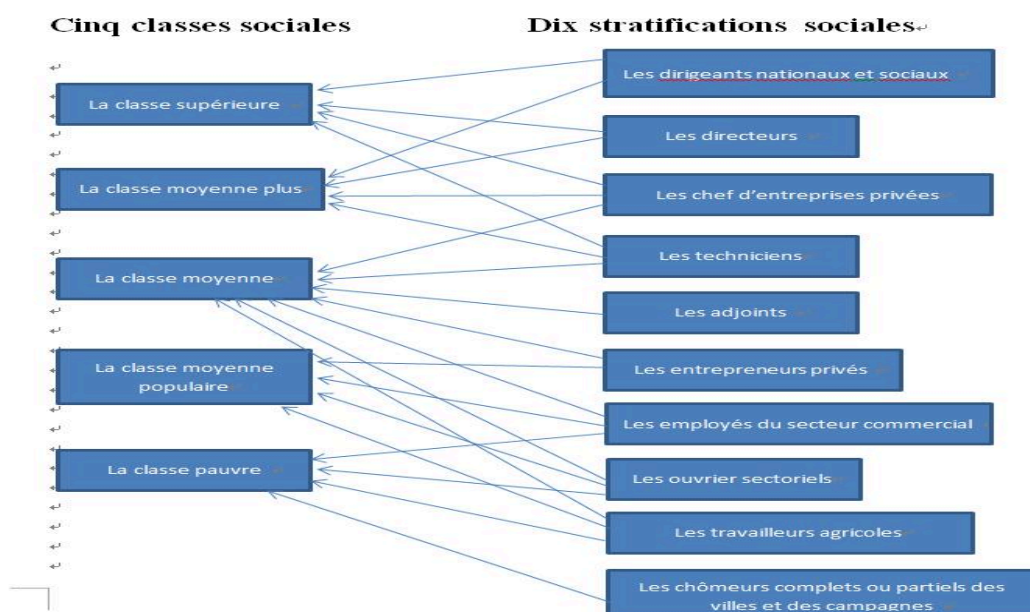 Cinq classes sociales
Dix stratifications sociales
La classe supérieure
La classe moyenne plus
La classe moyenne
La classe moyenne
populaire
La classe pauvre
Les dirigeants nationaux et sociaux
Les directeurs
Les chef d'entreprises privées
Les techniciens
Les adjoints
Les entrepreneurs privés
Les employés du secteur commercial
Les ouvrier sectoriels
Les travailleurs agricoles
Les chômeurs complets ou partiels des
villes et des campagnes